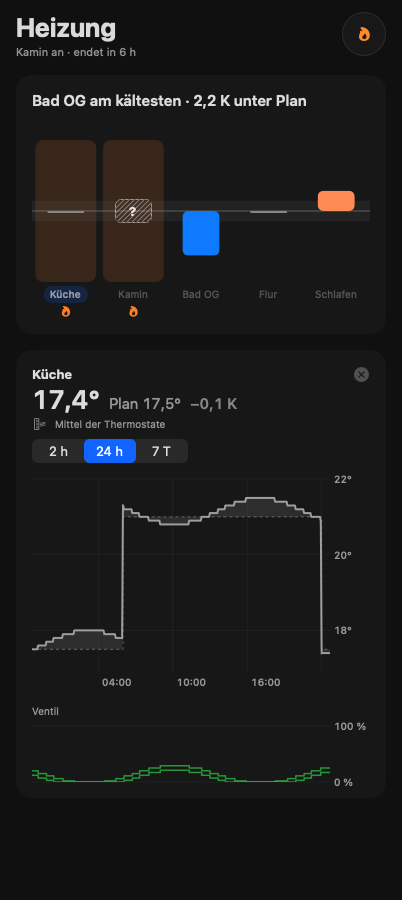 Heizung
Kamin an · endet in 6 h
Bad OG am kältesten · 2,2 K unter Plan
?
Küche Kamin Bad OG Flur Schlafen
Küche
17,4° Plan 17,5° −0,1 K
Mittel der Thermostate
2 h 24 h 7 T
22°
20°
18°
04:00 10:00 16:00
Ventil
100 %
0 %